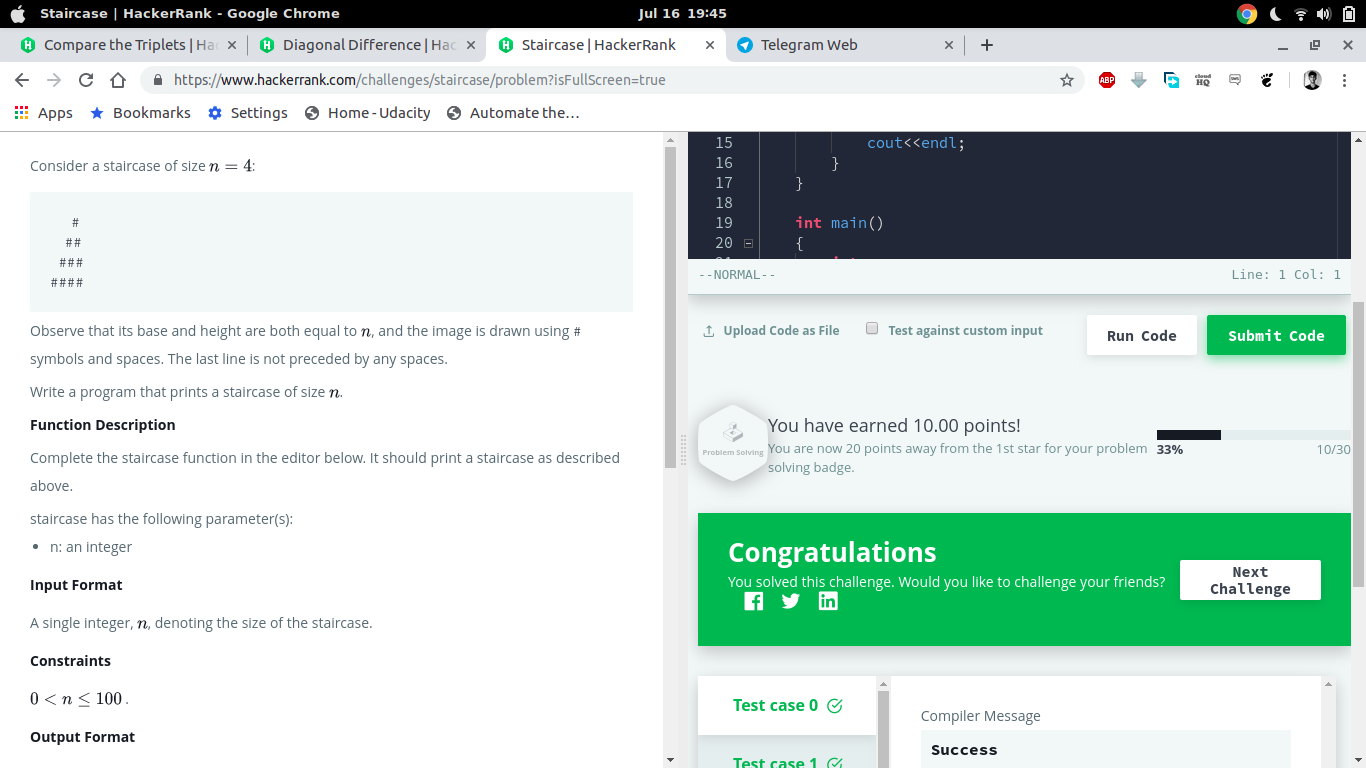 Staircase | HackerRank - Google Chrome
Jul 16 19:45
Compare the Triplets | Hac
Diagonal Difference | Hac
Staircase | HackerRank
Telegram Web
https://www.hackerrank.com/challenges/staircase/problem?isFullScreen=true
ABP
cloud HQ
Apps
Bookmarks
Settings
Home - Udacity
Automate the…
Consider a staircase of size n = 4:
   #
  ##
 ###
####
Observe that its base and height are both equal to n, and the image is drawn using #
symbols and spaces. The last line is not preceded by any spaces.
Write a program that prints a staircase of size n.
Function Description
Complete the staircase function in the editor below. It should print a staircase as described
above.
staircase has the following parameter(s):
• n: an integer
Input Format
A single integer, n, denoting the size of the staircase.
Constraints
0 < n ≤ 100 .
Output Format
15 cout<<endl;
16 }
17 }
18
19 int main()
20 {
--NORMAL--
Line: 1 Col: 1
Upload Code as File
Test against custom input
Run Code
Submit Code
Problem Solving
You have earned 10.00 points!
You are now 20 points away from the 1st star for your problem
solving badge.
33%
10/30
Congratulations
You solved this challenge. Would you like to challenge your friends?
Next
Challenge
Test case 0
Test case 1
Compiler Message
Success